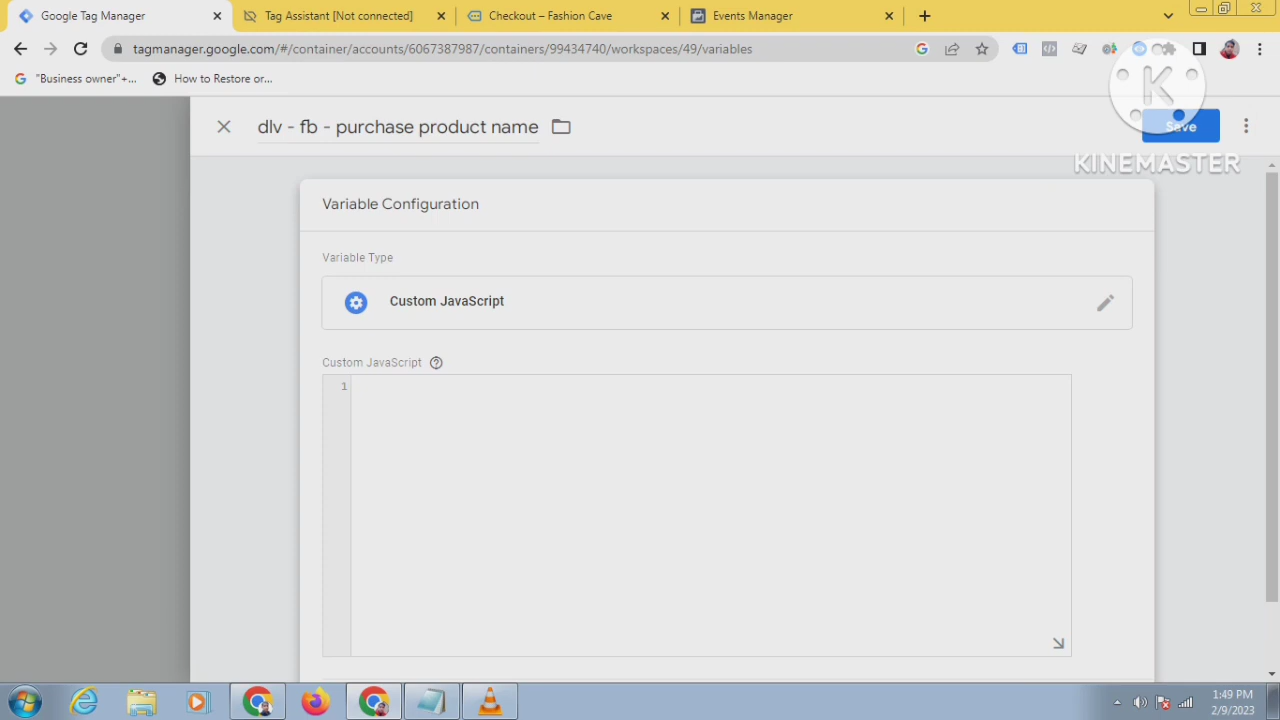 Google Tag Manager
Tag Assistant [Not connected]
Checkout – Fashion Cave
Events Manager
tagmanager.google.com/#/container/accounts/6067387987/containers/99434740/workspaces/49/variables
"Business owner"+...
How to Restore or...
dlv - fb - purchase product name
Save
K
KINEMASTER
Variable Configuration
Variable Type
Custom JavaScript
Custom JavaScript
1
1:49 PM
2/9/2023